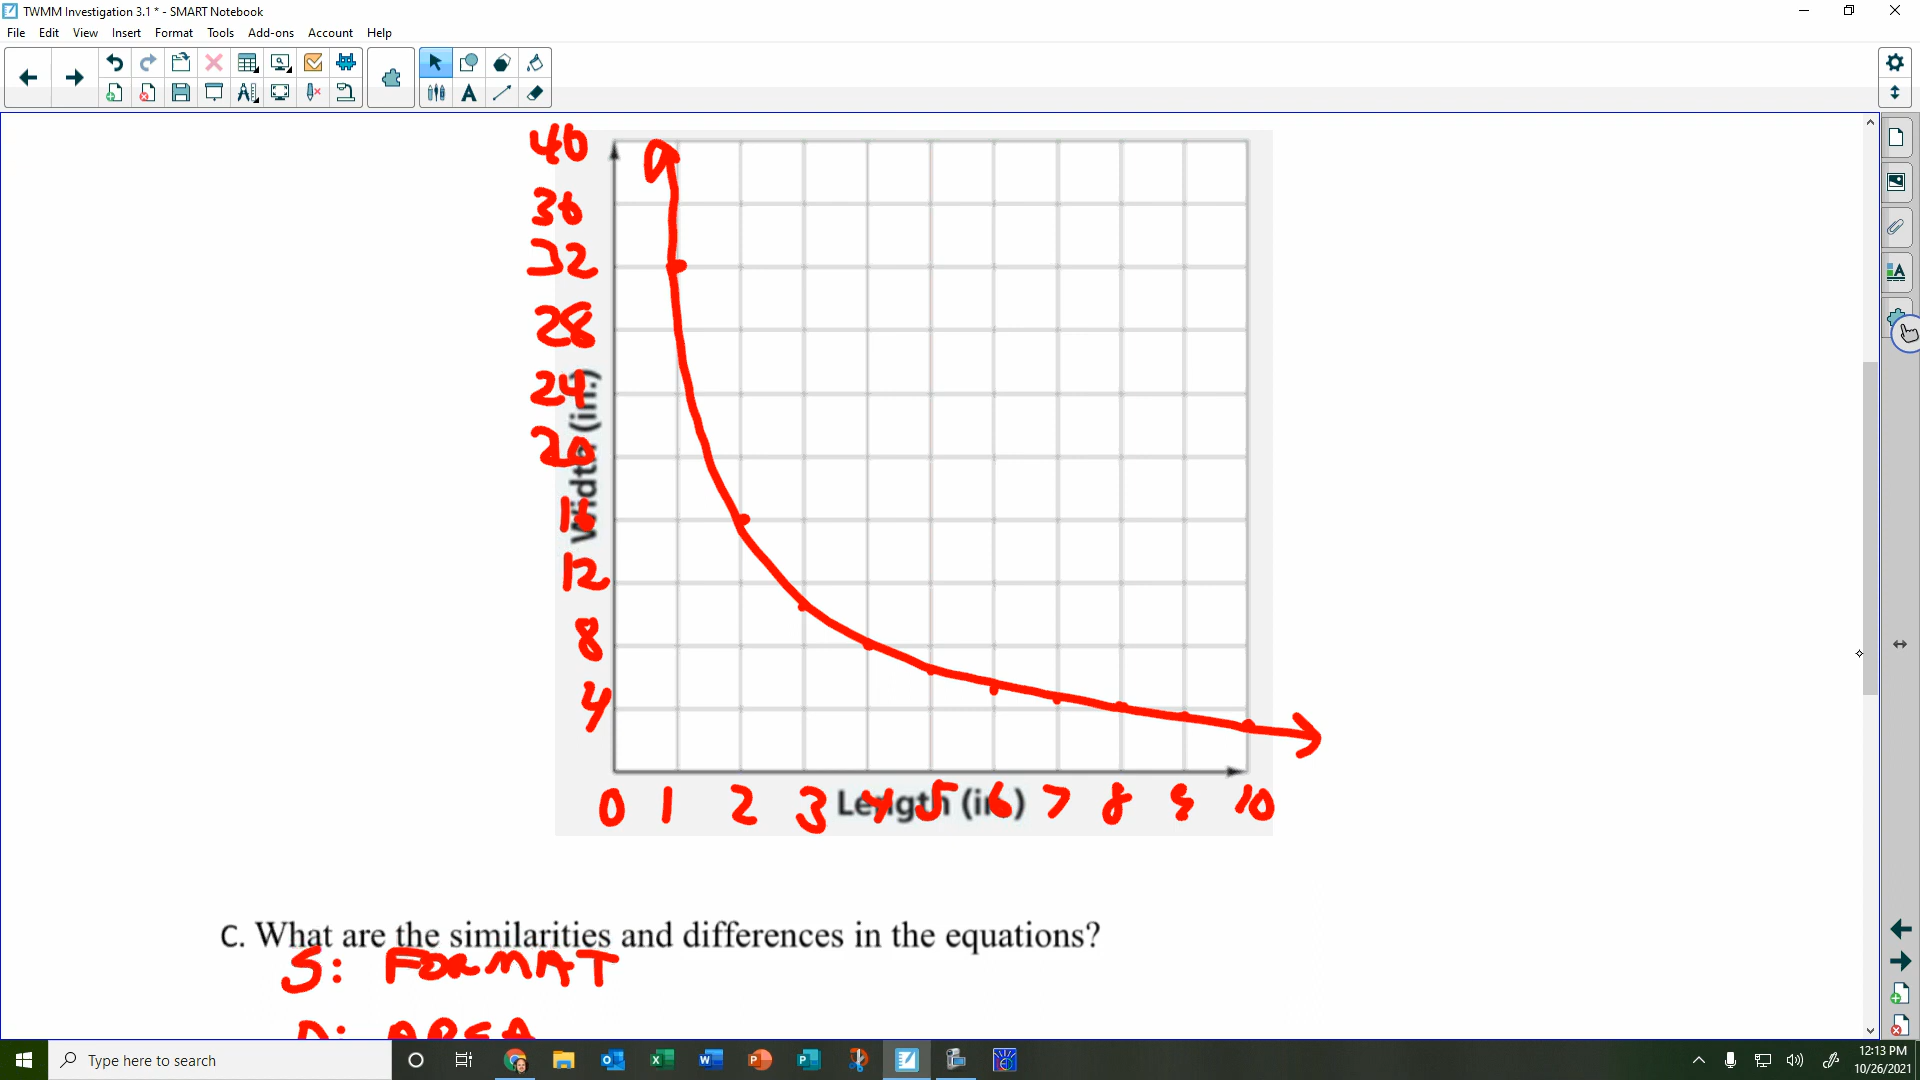 TWMM Investigation 3.1 * - SMART Notebook
File Edit View Insert Format Tools Add-ons Account Help
40
36
32
28
24
20
16
12
8
4
Width (in.)
0 1 2 3 4 5 6 7 8 9 10
Length (in.)
C. What are the similarities and differences in the equations?
S: FORMAT
D: AREA
Type here to search
12:13 PM
10/26/2021